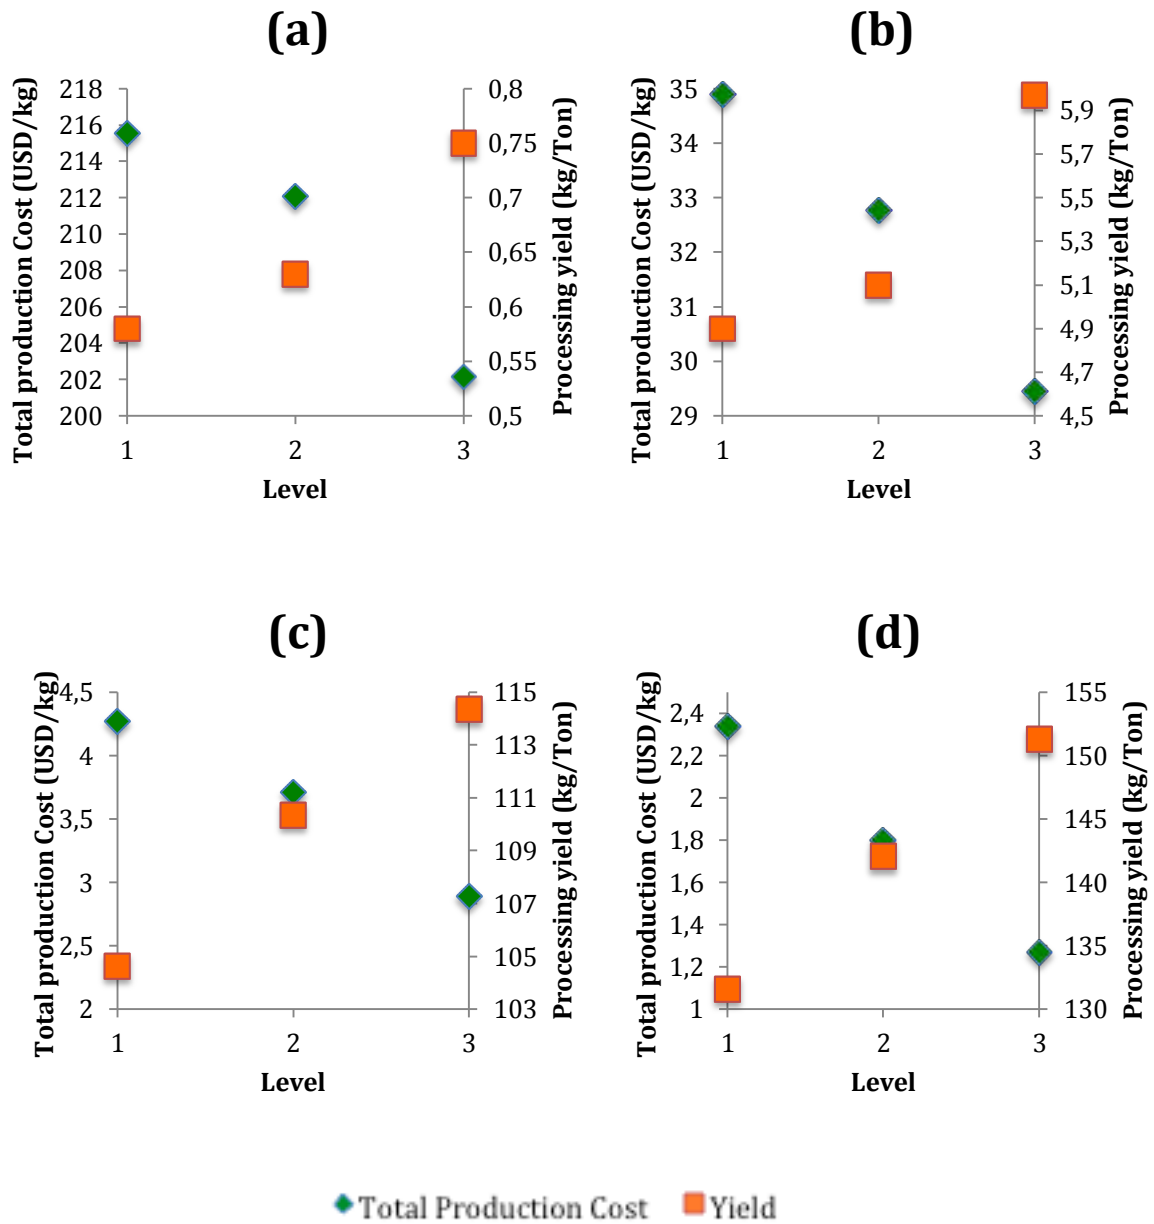 (a)
Total production Cost (USD/kg)
218
216
214
212
210
208
206
204
202
200
0,8
0,75
0,7
0,65
0,6
0,55
0,5
Processing yield (kg/Ton)
1 2 3
Level
(b)
Total production Cost (USD/kg)
35
34
33
32
31
30
29
5,9
5,7
5,5
5,3
5,1
4,9
4,7
4,5
Processing yield (kg/Ton)
1 2 3
Level
(c)
Total production Cost (USD/kg)
4,5
4
3,5
3
2,5
2
115
113
111
109
107
105
103
Processing yield (kg/Ton)
1 2 3
Level
(d)
Total production Cost (USD/kg)
2,4
2,2
2
1,8
1,6
1,4
1,2
1
155
150
145
140
135
130
Processing yield (kg/Ton)
1 2 3
Level
Total Production Cost Yield